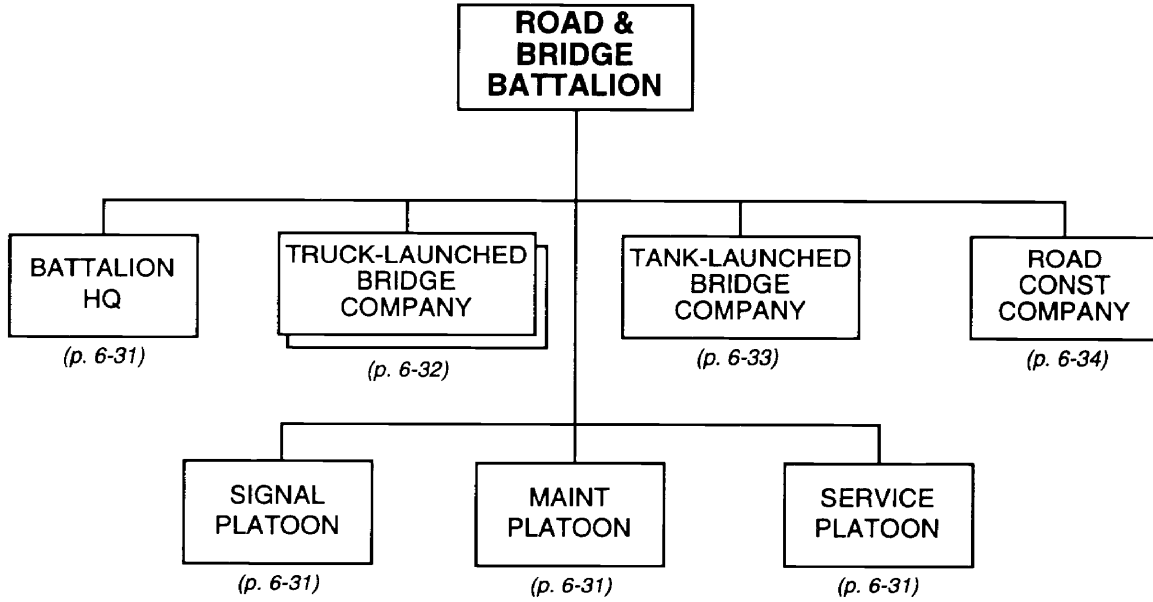 ROAD &
BRIDGE
BATTALION
BATTALION
HQ
(p. 6-31)
TRUCK-LAUNCHED
BRIDGE
COMPANY
(p. 6-32)
TANK-LAUNCHED
BRIDGE
COMPANY
(p. 6-33)
ROAD
CONST
COMPANY
(p. 6-34)
SIGNAL
PLATOON
(p. 6-31)
MAINT
PLATOON
(p. 6-31)
SERVICE
PLATOON
(p. 6-31)